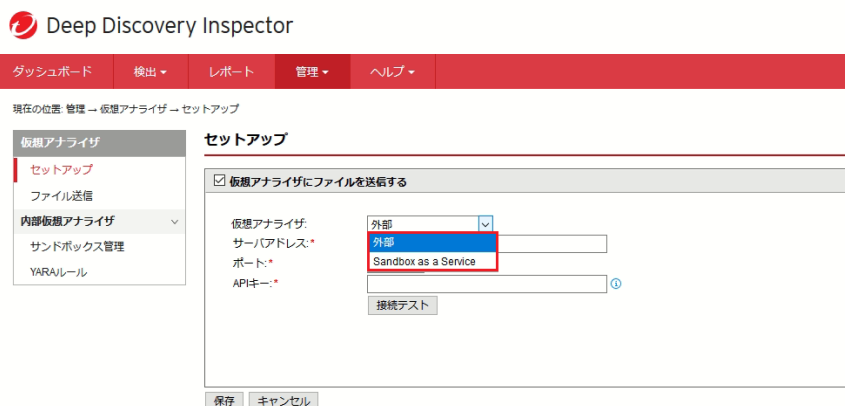 Deep Discovery Inspector
ダッシュボード 検出 レポート 管理 ヘルプ
現在の位置: 管理 → 仮想アナライザ → セットアップ
仮想アナライザ
セットアップ
ファイル送信
内部仮想アナライザ
サンドボックス管理
YARAルール
セットアップ
仮想アナライザにファイルを送信する
仮想アナライザ: 外部
外部
Sandbox as a Service
サーバアドレス:*
ポート:*
APIキー:*
接続テスト
保存 キャンセル